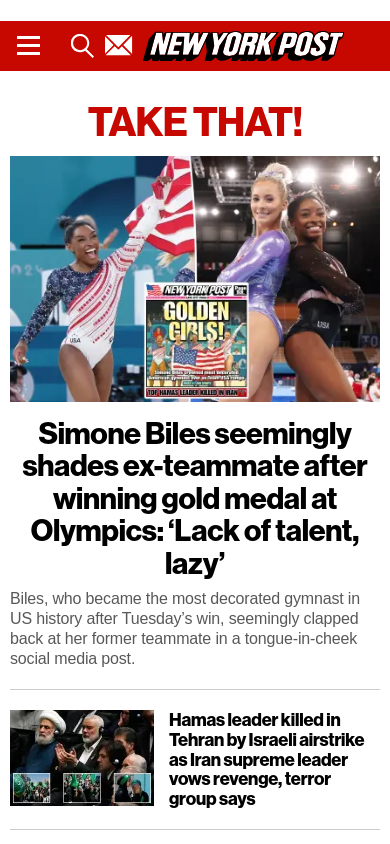 NEW YORK POST
TAKE THAT!
NEW YORK POST
GOLDEN
GIRLS!
TOP HAMAS LEADER KILLED IN IRAN
USA
USA
Simone Biles seemingly
shades ex-teammate after
winning gold medal at
Olympics: ‘Lack of talent,
lazy’
Biles, who became the most decorated gymnast in
US history after Tuesday’s win, seemingly clapped
back at her former teammate in a tongue-in-cheek
social media post.
Hamas leader killed in
Tehran by Israeli airstrike
as Iran supreme leader
vows revenge, terror
group says